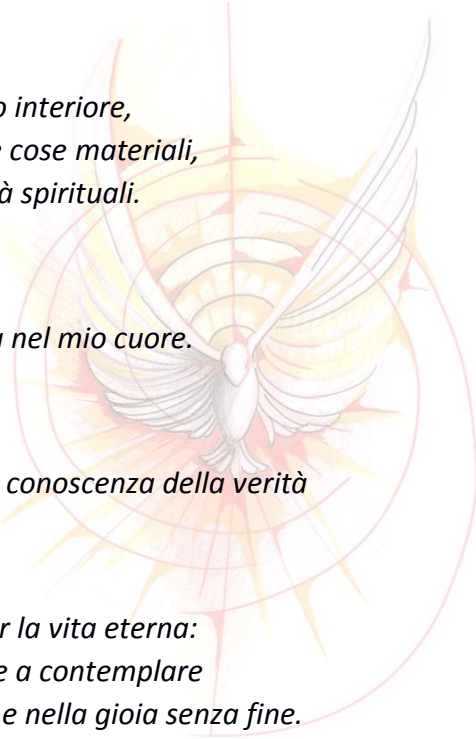 interiore,
cose materiali,
spirituali.
nel mio cuore.
conoscenza della verità
la vita eterna:
e a contemplare
e nella gioia senza fine.